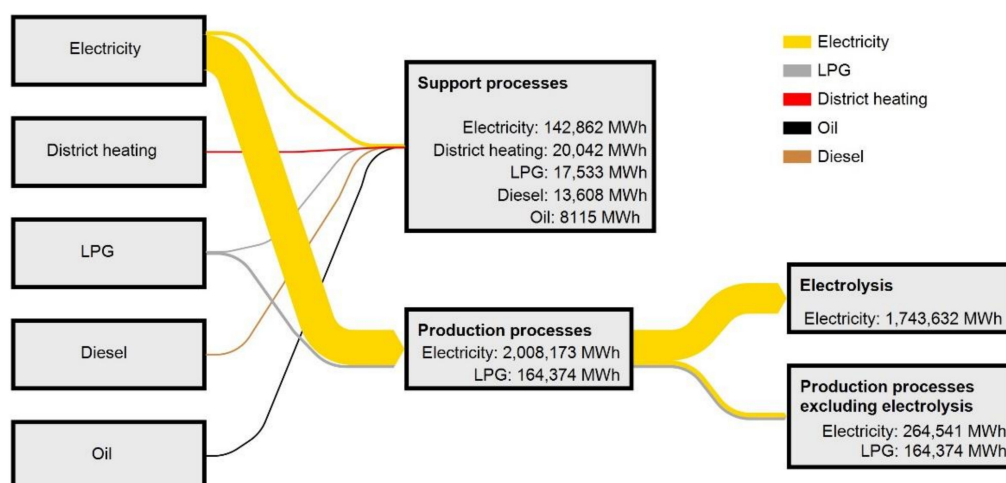 Electricity
District heating
LPG
Diesel
Oil
Support processes
Electricity: 142,862 MWh
District heating: 20,042 MWh
LPG: 17,533 MWh
Diesel: 13,608 MWh
Oil: 8115 MWh
Production processes
Electricity: 2,008,173 MWh
LPG: 164,374 MWh
Electricity
LPG
District heating
Oil
Diesel
Electrolysis
Electricity: 1,743,632 MWh
Production processes
excluding electrolysis
Electricity: 264,541 MWh
LPG: 164,374 MWh